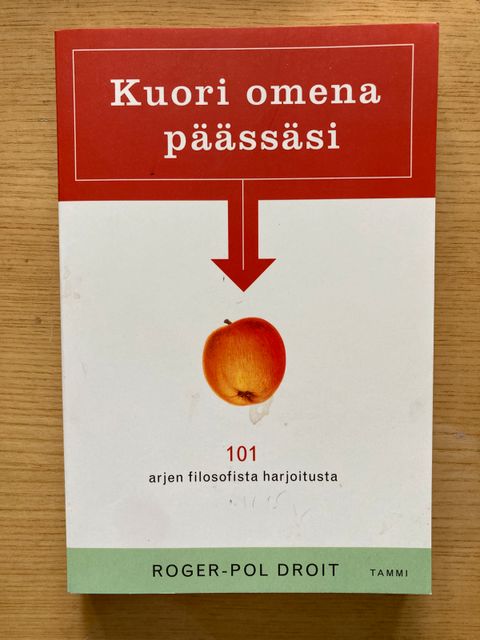 Kuori omena
päässäsi
101
arjen filosofista harjoitusta
ROGER-POL DROIT TAMMI